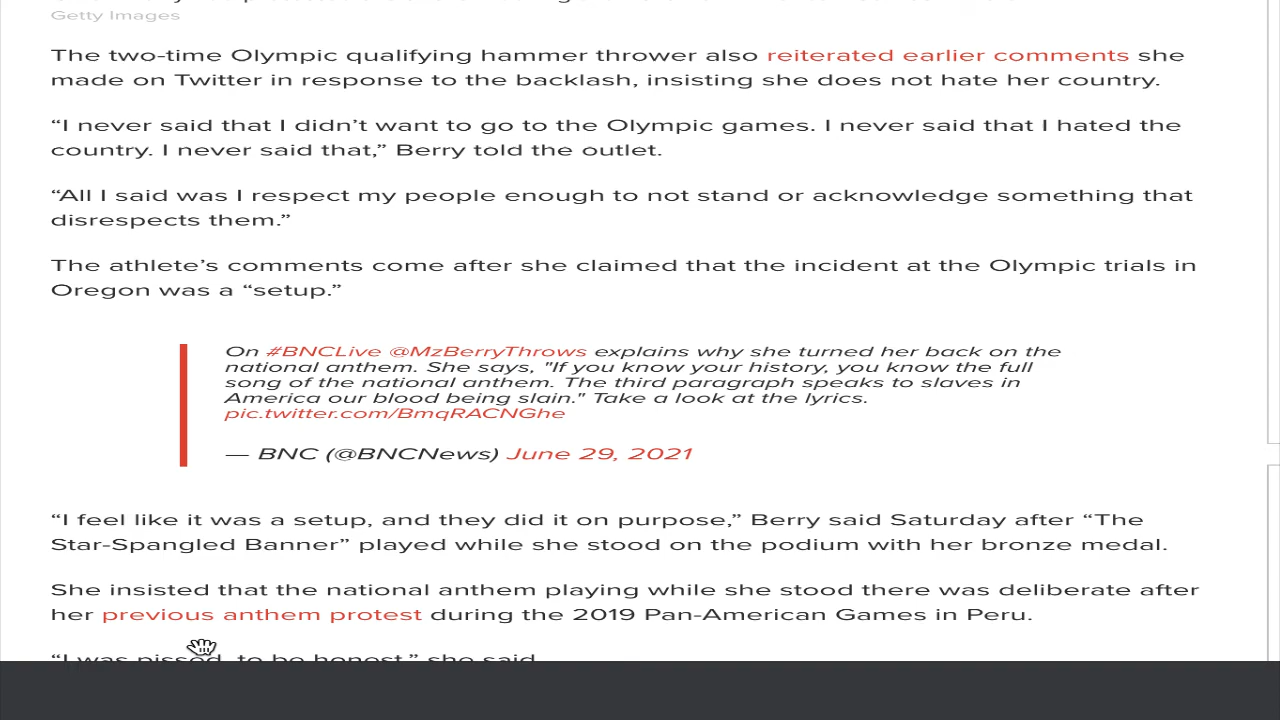 Getty Images
The two-time Olympic qualifying hammer thrower also reiterated earlier comments she
made on Twitter in response to the backlash, insisting she does not hate her country.
“I never said that I didn’t want to go to the Olympic games. I never said that I hated the
country. I never said that,” Berry told the outlet.
“All I said was I respect my people enough to not stand or acknowledge something that
disrespects them.”
The athlete’s comments come after she claimed that the incident at the Olympic trials in
Oregon was a “setup.”
On #BNCLive @MzBerryThrows explains why she turned her back on the
national anthem. She says, "If you know your history, you know the full
song of the national anthem. The third paragraph speaks to slaves in
America our blood being slain." Take a look at the lyrics.
pic.twitter.com/BmqRACNGhe
— BNC (@BNCNews) June 29, 2021
“I feel like it was a setup, and they did it on purpose,” Berry said Saturday after “The
Star-Spangled Banner” played while she stood on the podium with her bronze medal.
She insisted that the national anthem playing while she stood there was deliberate after
her previous anthem protest during the 2019 Pan-American Games in Peru.
“I was pissed, to be honest,” she said.